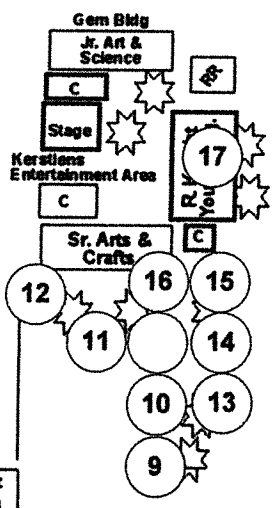 Gem Bldg
Jr. Art &
Science
RR
C
Stage
17
Kerstiens
Entertainment Area
C
C
Sr. Arts &
Crafts
16
15
12
11
14
10
13
9